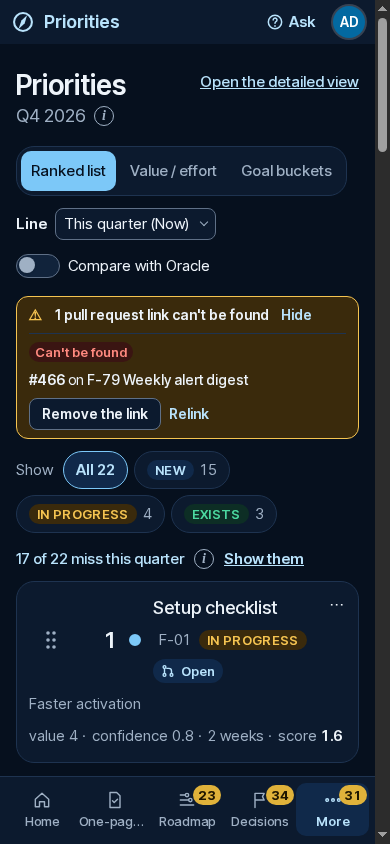 Priorities
Ask
AD
Priorities
Open the detailed view
Q4 2026 i
Ranked list
Value / effort
Goal buckets
Line
This quarter (Now)
Compare with Oracle
⚠ 1 pull request link can't be found Hide
Can't be found
#466 on F-79 Weekly alert digest
Remove the link
Relink
Show
All 22
NEW 15
IN PROGRESS 4
EXISTS 3
17 of 22 miss this quarter i Show them
Setup checklist ...
1
F-01 IN PROGRESS
Open
Faster activation
value 4 · confidence 0.8 · 2 weeks · score 1.6
23
34
31
Home
One-pag...
Roadmap
Decisions
More